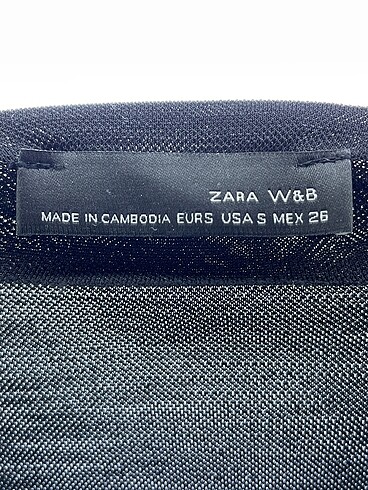 ZARA W&B
MADE IN CAMBODIA EUR S USA S MEX 26